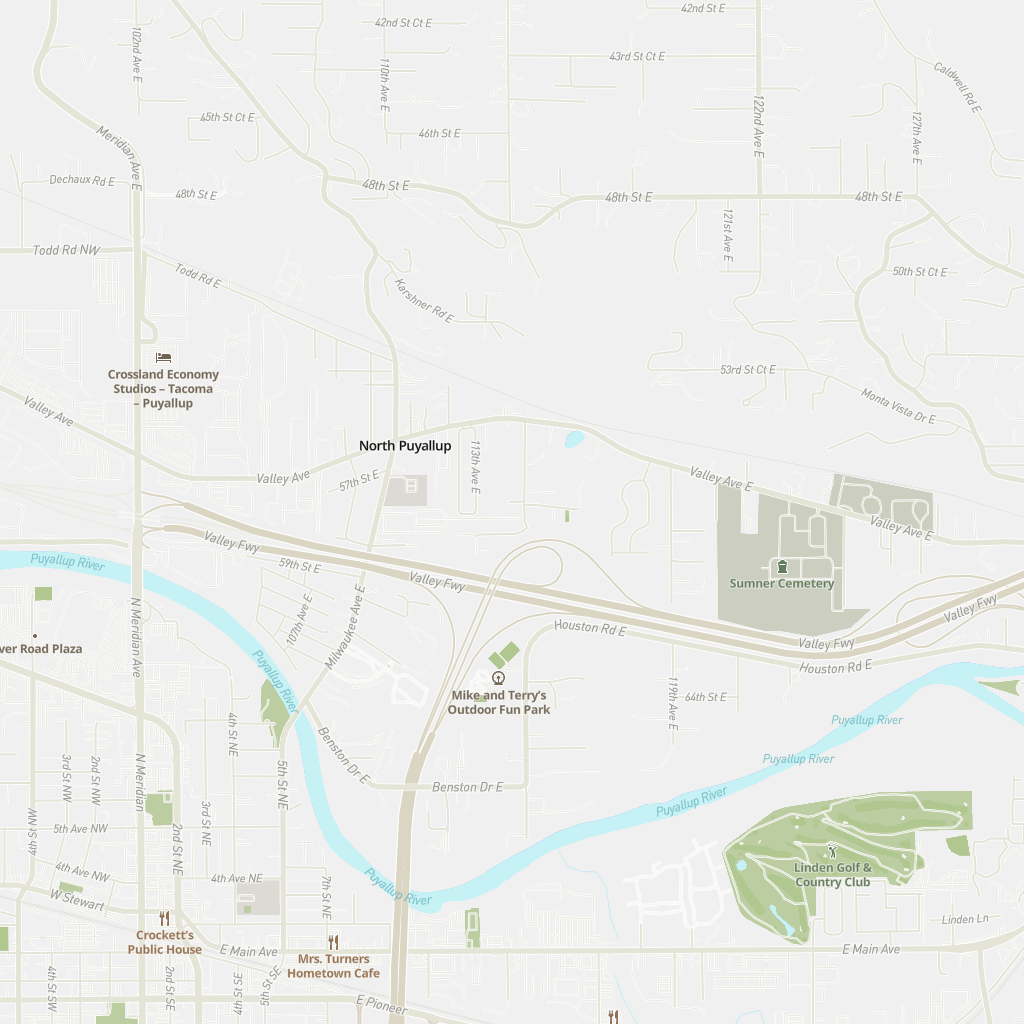 42nd St E
42nd St Ct E
102nd Ave E
43rd St Ct E
110th Ave E
Caldwell Rd E
45th St Ct E
122nd Ave E
127th Ave E
46th St E
Meridian Ave E
Dechaux Rd E
48th St E
48th St E
48th St E
48th St E
121st Ave E
Todd Rd NW
Todd Rd E
50th St Ct E
Karshner Rd E
Crossland Economy
Studios – Tacoma
– Puyallup
53rd St Ct E
Monta Vista Dr E
Valley Ave
North Puyallup
113th Ave E
Valley Ave
57th St E
Valley Ave E
Valley Ave E
Valley Fwy
Puyallup River
59th St E
Valley Fwy
Sumner Cemetery
107th Ave E
Milwaukee Ave E
N Meridian Ave
Valley Fwy
Houston Rd E
Valley Fwy
Houston Rd E
ver Road Plaza
Puyallup River
Mike and Terry's
Outdoor Fun Park
119th Ave E
64th St E
Puyallup River
4th St NE
Benston Dr E
Puyallup River
3rd St NW
2nd St NW
N Meridian
5th St NE
Benston Dr E
Puyallup River
4th St NW
5th Ave NW
2nd St NE
3rd St NE
4th Ave NW
4th Ave NE
7th St NE
Puyallup River
Linden Golf &
Country Club
W Stewart
Linden Ln
Crockett's
Public House
E Main Ave
E Main Ave
Mrs. Turners
Hometown Cafe
4th St SW
2nd St SE
4th St SE
5th St SE
E Pioneer